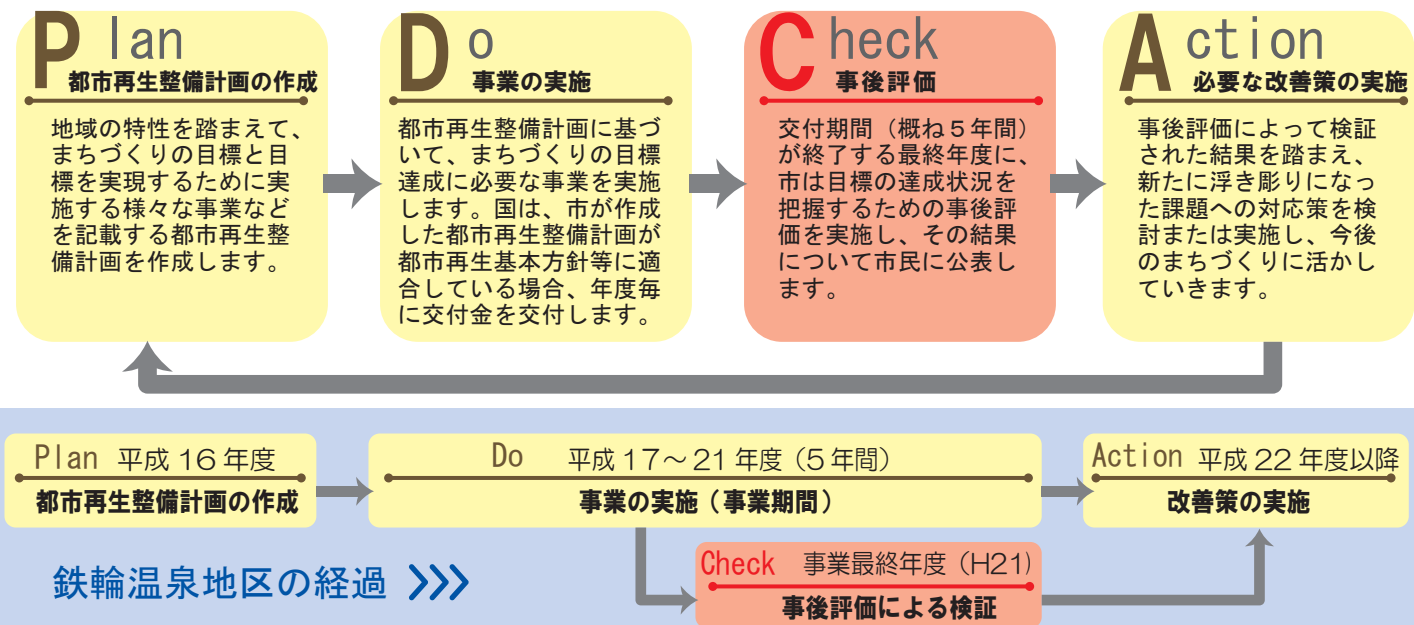 Plan
都市再生整備計画の作成
地域の特性を踏まえて、
まちづくりの目標と目
標を実現するために実
施する様々な事業など
を記載する都市再生整
備計画を作成します。
Do
事業の実施
都市再生整備計画に基づ
いて、まちづくりの目標
達成に必要な事業を実施
します。国は、市が作成
した都市再生整備計画が
都市再生基本方針等に適
合している場合、年度毎
に交付金を交付します。
Check
事後評価
交付期間（概ね５年間）
が終了する最終年度に、
市は目標の達成状況を
把握するための事後評
価を実施し、その結果
について市民に公表し
ます。
Action
必要な改善策の実施
事後評価によって検証
された結果を踏まえ、
新たに浮き彫りになっ
た課題への対応策を検
討または実施し、今後
のまちづくりに活かし
ていきます。
Plan 平成 16 年度
都市再生整備計画の作成
Do 平成 17～21 年度（5 年間）
事業の実施（事業期間）
Action 平成 22 年度以降
改善策の実施
Check 事業最終年度（H21）
事後評価による検証
鉄輪温泉地区の経過 >>>